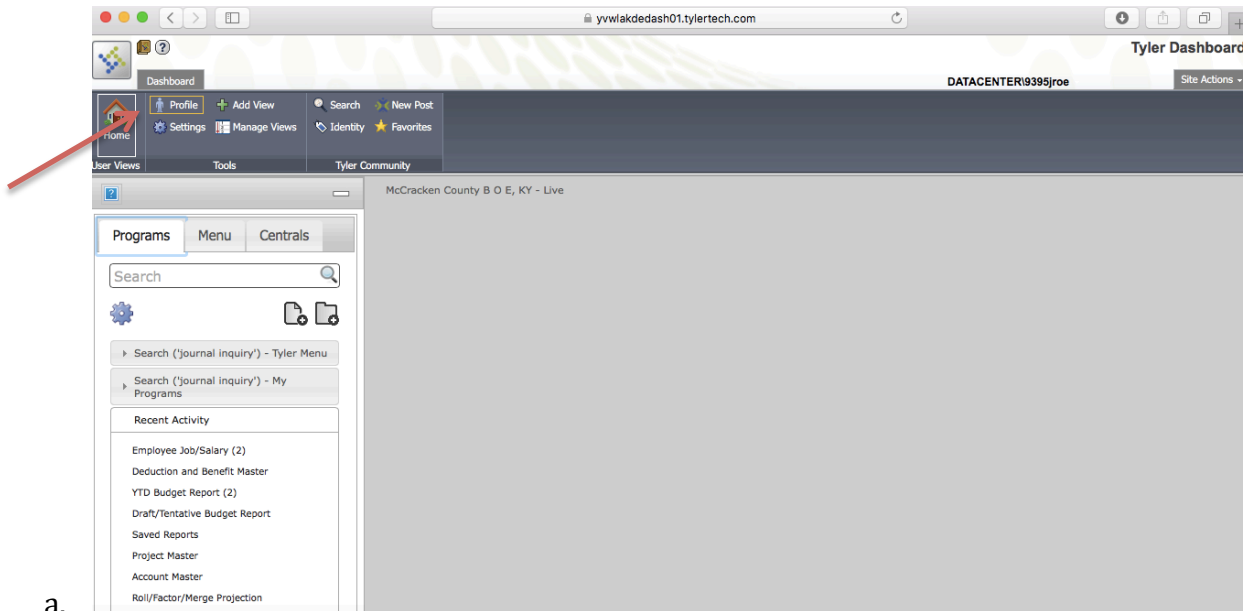 yvwlakdedash01.tylertech.com
Tyler Dashboard
Dashboard
DATACENTER\9395jroe
Site Actions
Home
Profile
Add View
Search
New Post
Settings
Manage Views
Identity
Favorites
User Views
Tools
Tyler Community
McCracken County B O E, KY - Live
Programs
Menu
Centrals
Search
Search ('journal inquiry') - Tyler Menu
Search ('journal inquiry') - My
Programs
Recent Activity
Employee Job/Salary (2)
Deduction and Benefit Master
YTD Budget Report (2)
Draft/Tentative Budget Report
Saved Reports
Project Master
Account Master
Roll/Factor/Merge Projection
a.